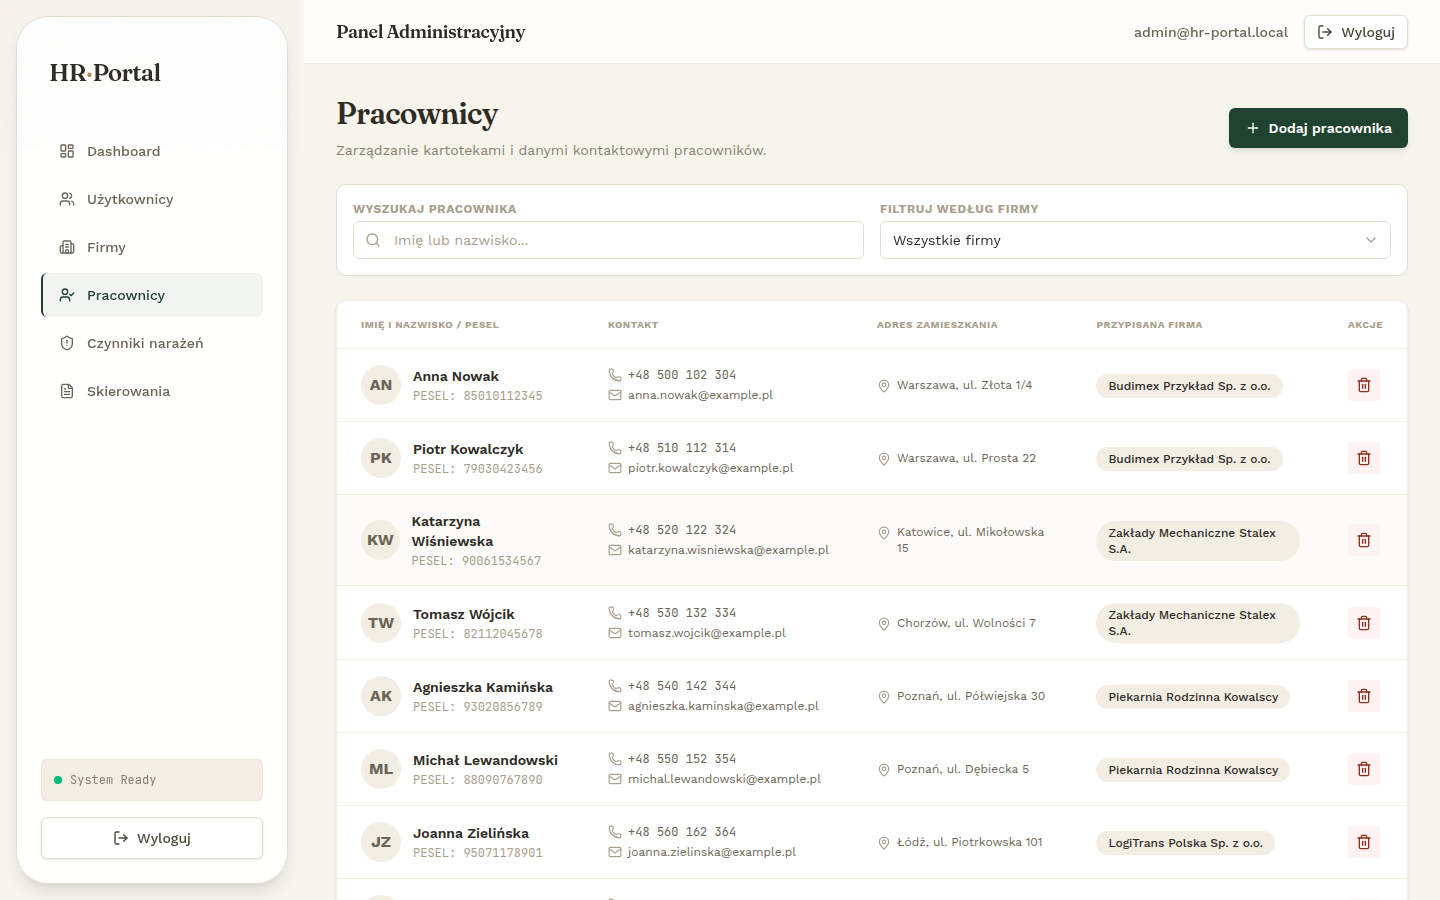 HR·Portal
Dashboard
Użytkownicy
Firmy
Pracownicy
Czynniki narażeń
Skierowania
System Ready
Wyloguj
Panel Administracyjny
admin@hr-portal.local
Wyloguj
Pracownicy
Zarządzanie kartotekami i danymi kontaktowymi pracowników.
Dodaj pracownika
WYSZUKAJ PRACOWNIKA
Imię lub nazwisko...
FILTRUJ WEDŁUG FIRMY
Wszystkie firmy
IMIĘ I NAZWISKO / PESEL
KONTAKT
ADRES ZAMIESZKANIA
PRZYPISANA FIRMA
AKCJE
AN
Anna Nowak
PESEL: 85010112345
+48 500 102 304
anna.nowak@example.pl
Warszawa, ul. Złota 1/4
Budimex Przykład Sp. z o.o.
PK
Piotr Kowalczyk
PESEL: 79030423456
+48 510 112 314
piotr.kowalczyk@example.pl
Warszawa, ul. Prosta 22
Budimex Przykład Sp. z o.o.
KW
Katarzyna
Wiśniewska
PESEL: 90061534567
+48 520 122 324
katarzyna.wisniewska@example.pl
Katowice, ul. Mikołowska
15
Zakłady Mechaniczne Stalex
S.A.
TW
Tomasz Wójcik
PESEL: 82112045678
+48 530 132 334
tomasz.wojcik@example.pl
Chorzów, ul. Wolności 7
Zakłady Mechaniczne Stalex
S.A.
AK
Agnieszka Kamińska
PESEL: 93020856789
+48 540 142 344
agnieszka.kaminska@example.pl
Poznań, ul. Półwiejska 30
Piekarnia Rodzinna Kowalscy
ML
Michał Lewandowski
PESEL: 88090767890
+48 550 152 354
michal.lewandowski@example.pl
Poznań, ul. Dębiecka 5
Piekarnia Rodzinna Kowalscy
JZ
Joanna Zielińska
PESEL: 95071178901
+48 560 162 364
joanna.zielinska@example.pl
Łódź, ul. Piotrkowska 101
LogiTrans Polska Sp. z o.o.